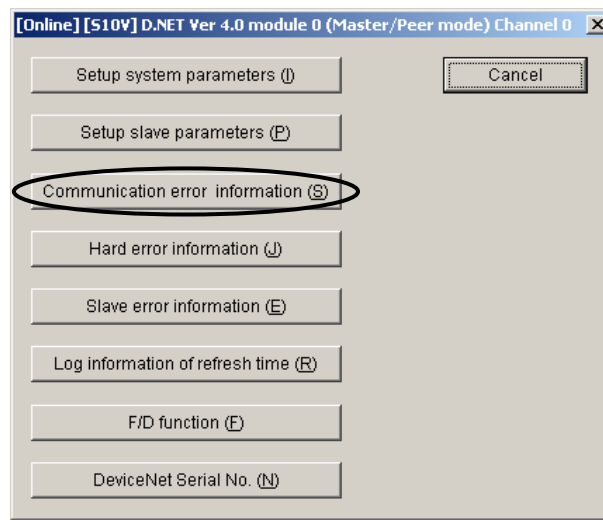 [Online] [S10V] D.NET Ver 4.0 module 0 (Master/Peer mode) Channel 0
Setup system parameters (I)
Cancel
Setup slave parameters (P)
Communication error information (S)
Hard error information (J)
Slave error information (E)
Log information of refresh time (R)
F/D function (F)
DeviceNet Serial No. (N)